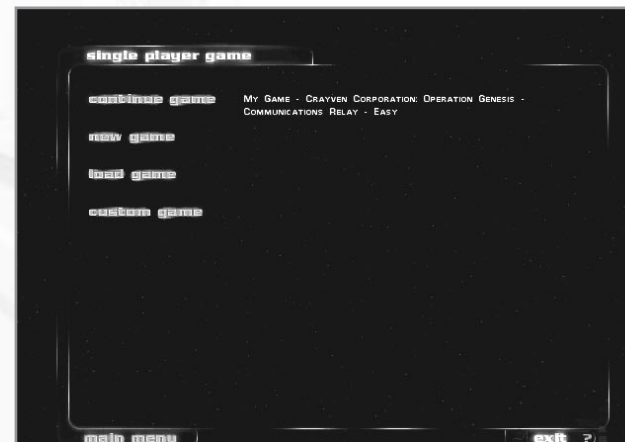 single player game
continue game
My Game - Crayven Corporation: Operation Genesis -
Communications Relay - Easy
new game
load game
custom game
main menu
exit ?